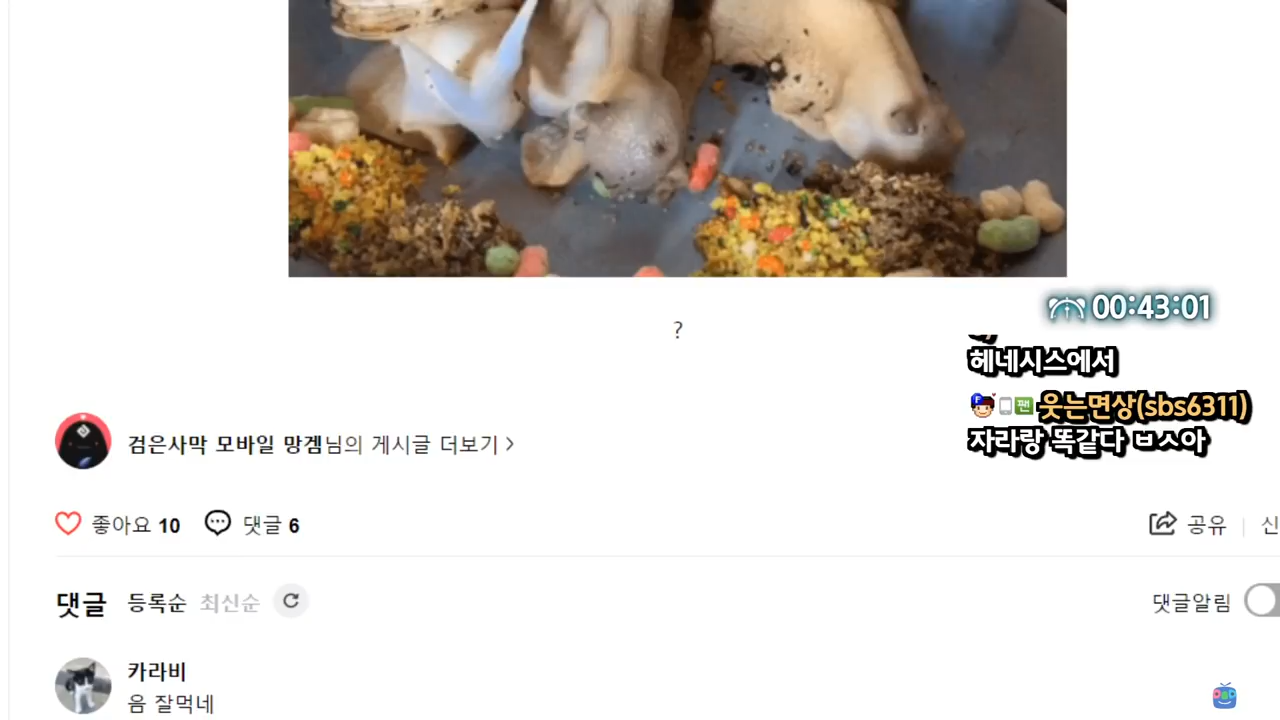 ?
00:43:01
헤네시스에서
F 팬 웃는면상(sbs6311)
자라랑 똑같다 ㅂㅅ아
검은사막 모바일 망겜님의 게시글 더보기 >
좋아요 10 댓글 6
공유
댓글 등록순 최신순
댓글알림
카라비
음 잘먹네